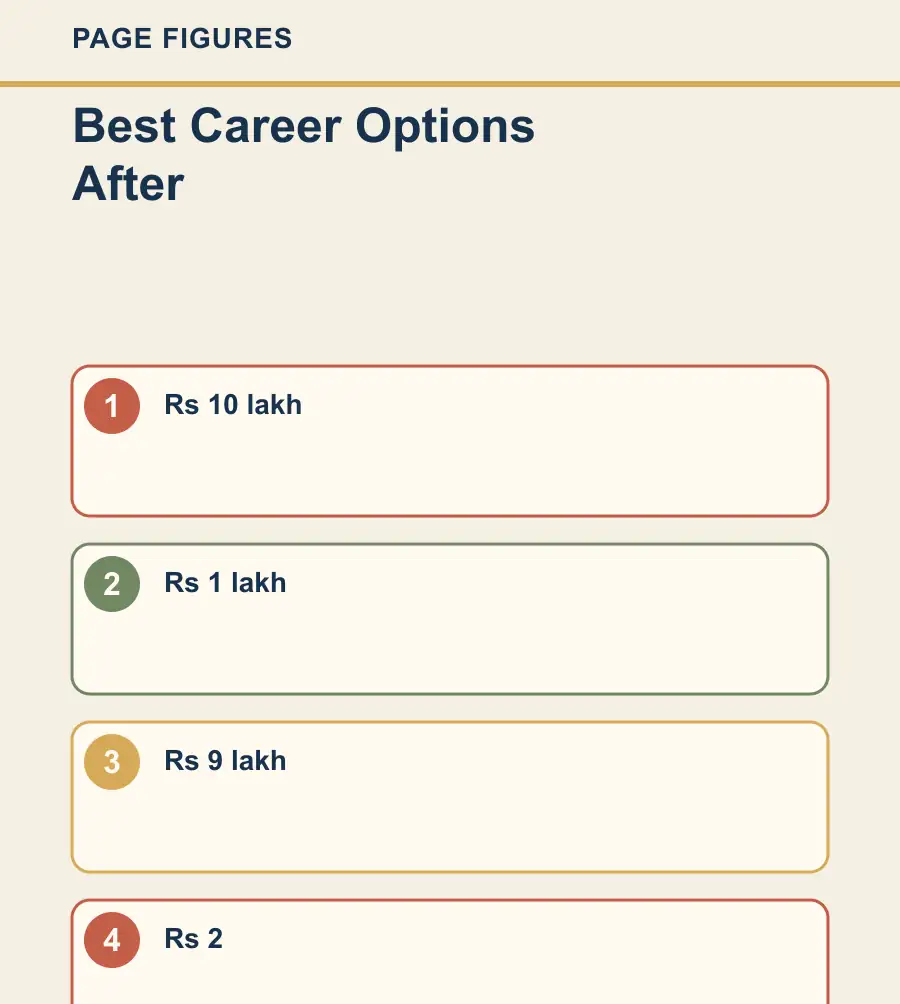 PAGE FIGURES
Best Career Options
After
1 Rs 10 lakh
2 Rs 1 lakh
3 Rs 9 lakh
4 Rs 2